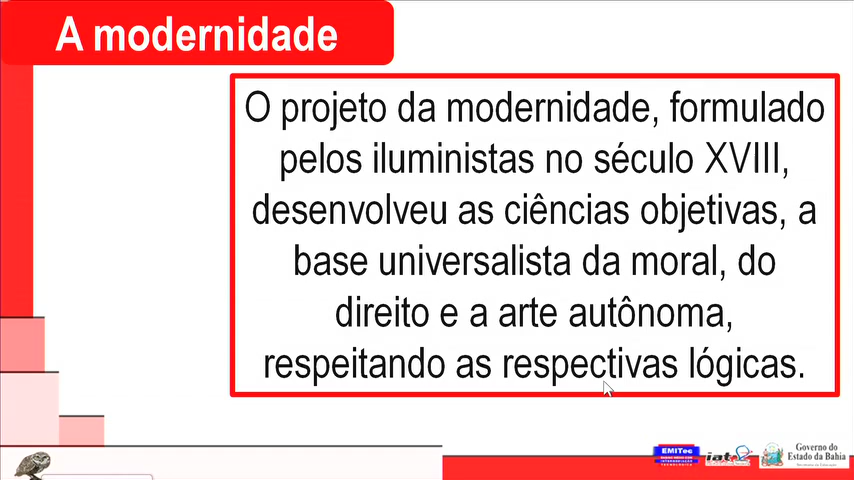 A modernidade
O projeto da modernidade, formulado
pelos iluministas no século XVIII,
desenvolveu as ciências objetivas, a
base universalista da moral, do
direito e a arte autônoma,
respeitando as respectivas lógicas.
EMITec
iat
Governo do
Estado da Bahia